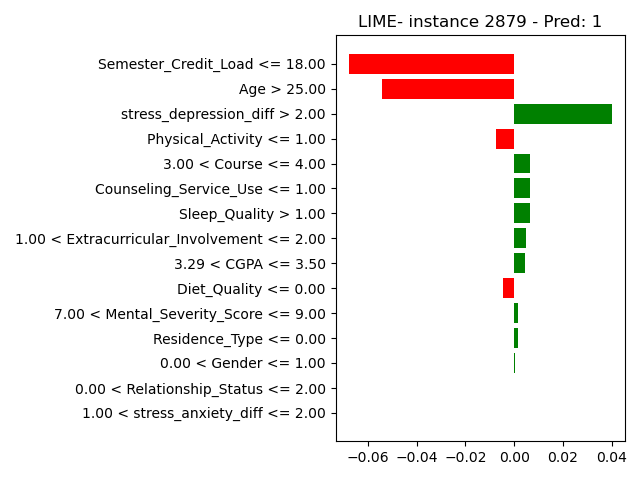 LIME- instance 2879 - Pred: 1
Semester_Credit_Load <= 18.00
Age > 25.00
stress_depression_diff > 2.00
Physical_Activity <= 1.00
3.00 < Course <= 4.00
Counseling_Service_Use <= 1.00
Sleep_Quality > 1.00
1.00 < Extracurricular_Involvement <= 2.00
3.29 < CGPA <= 3.50
Diet_Quality <= 0.00
7.00 < Mental_Severity_Score <= 9.00
Residence_Type <= 0.00
0.00 < Gender <= 1.00
0.00 < Relationship_Status <= 2.00
1.00 < stress_anxiety_diff <= 2.00
−0.06 −0.04 −0.02 0.00 0.02 0.04